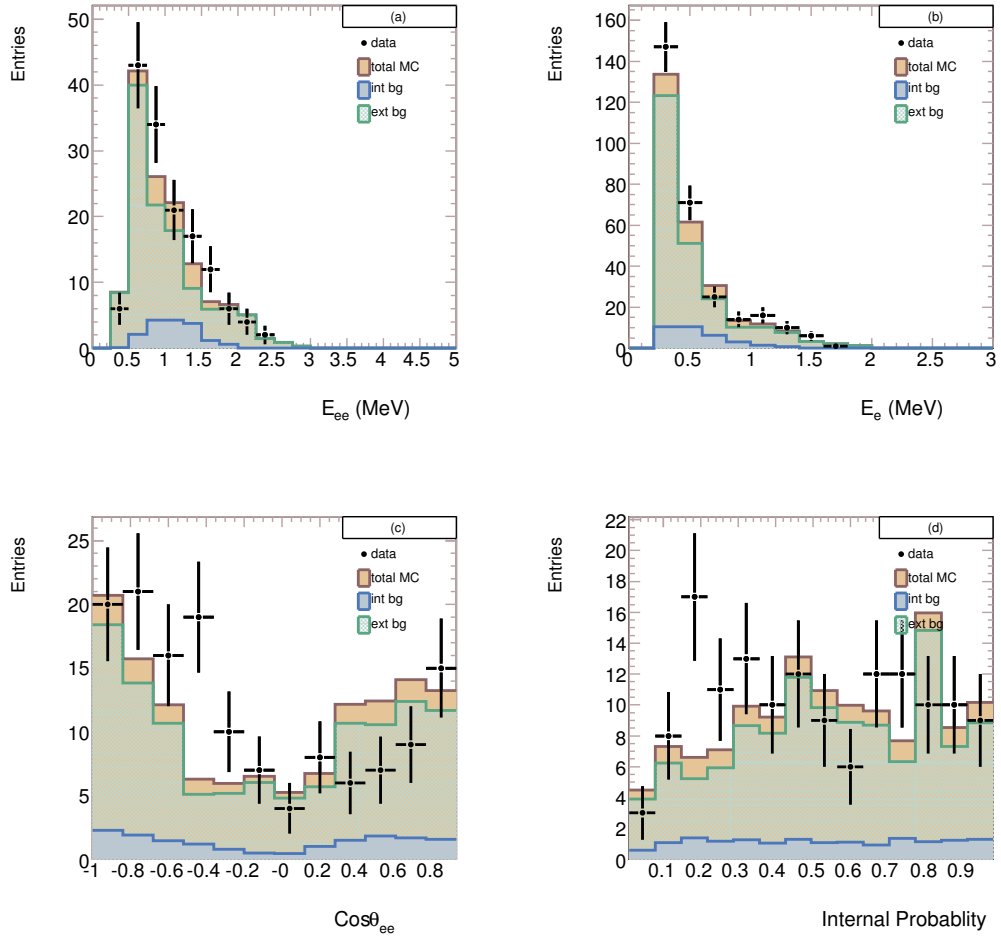 (a)
Entries
data
total MC
int bg
ext bg
50
40
30
20
10
0
0 0.5 1 1.5 2 2.5 3 3.5 4 4.5 5
E_ee (MeV)
(b)
Entries
data
total MC
int bg
ext bg
160
140
120
100
80
60
40
20
0
0 0.5 1 1.5 2 2.5 3
E_e (MeV)
(c)
Entries
data
total MC
int bg
ext bg
25
20
15
10
5
0
-1 -0.8 -0.6 -0.4 -0.2 -0 0.2 0.4 0.6 0.8
Cosθ_ee
(d)
Entries
data
total MC
int bg
ext bg
22
20
18
16
14
12
10
8
6
4
2
0
0.1 0.2 0.3 0.4 0.5 0.6 0.7 0.8 0.9
Internal Probablity